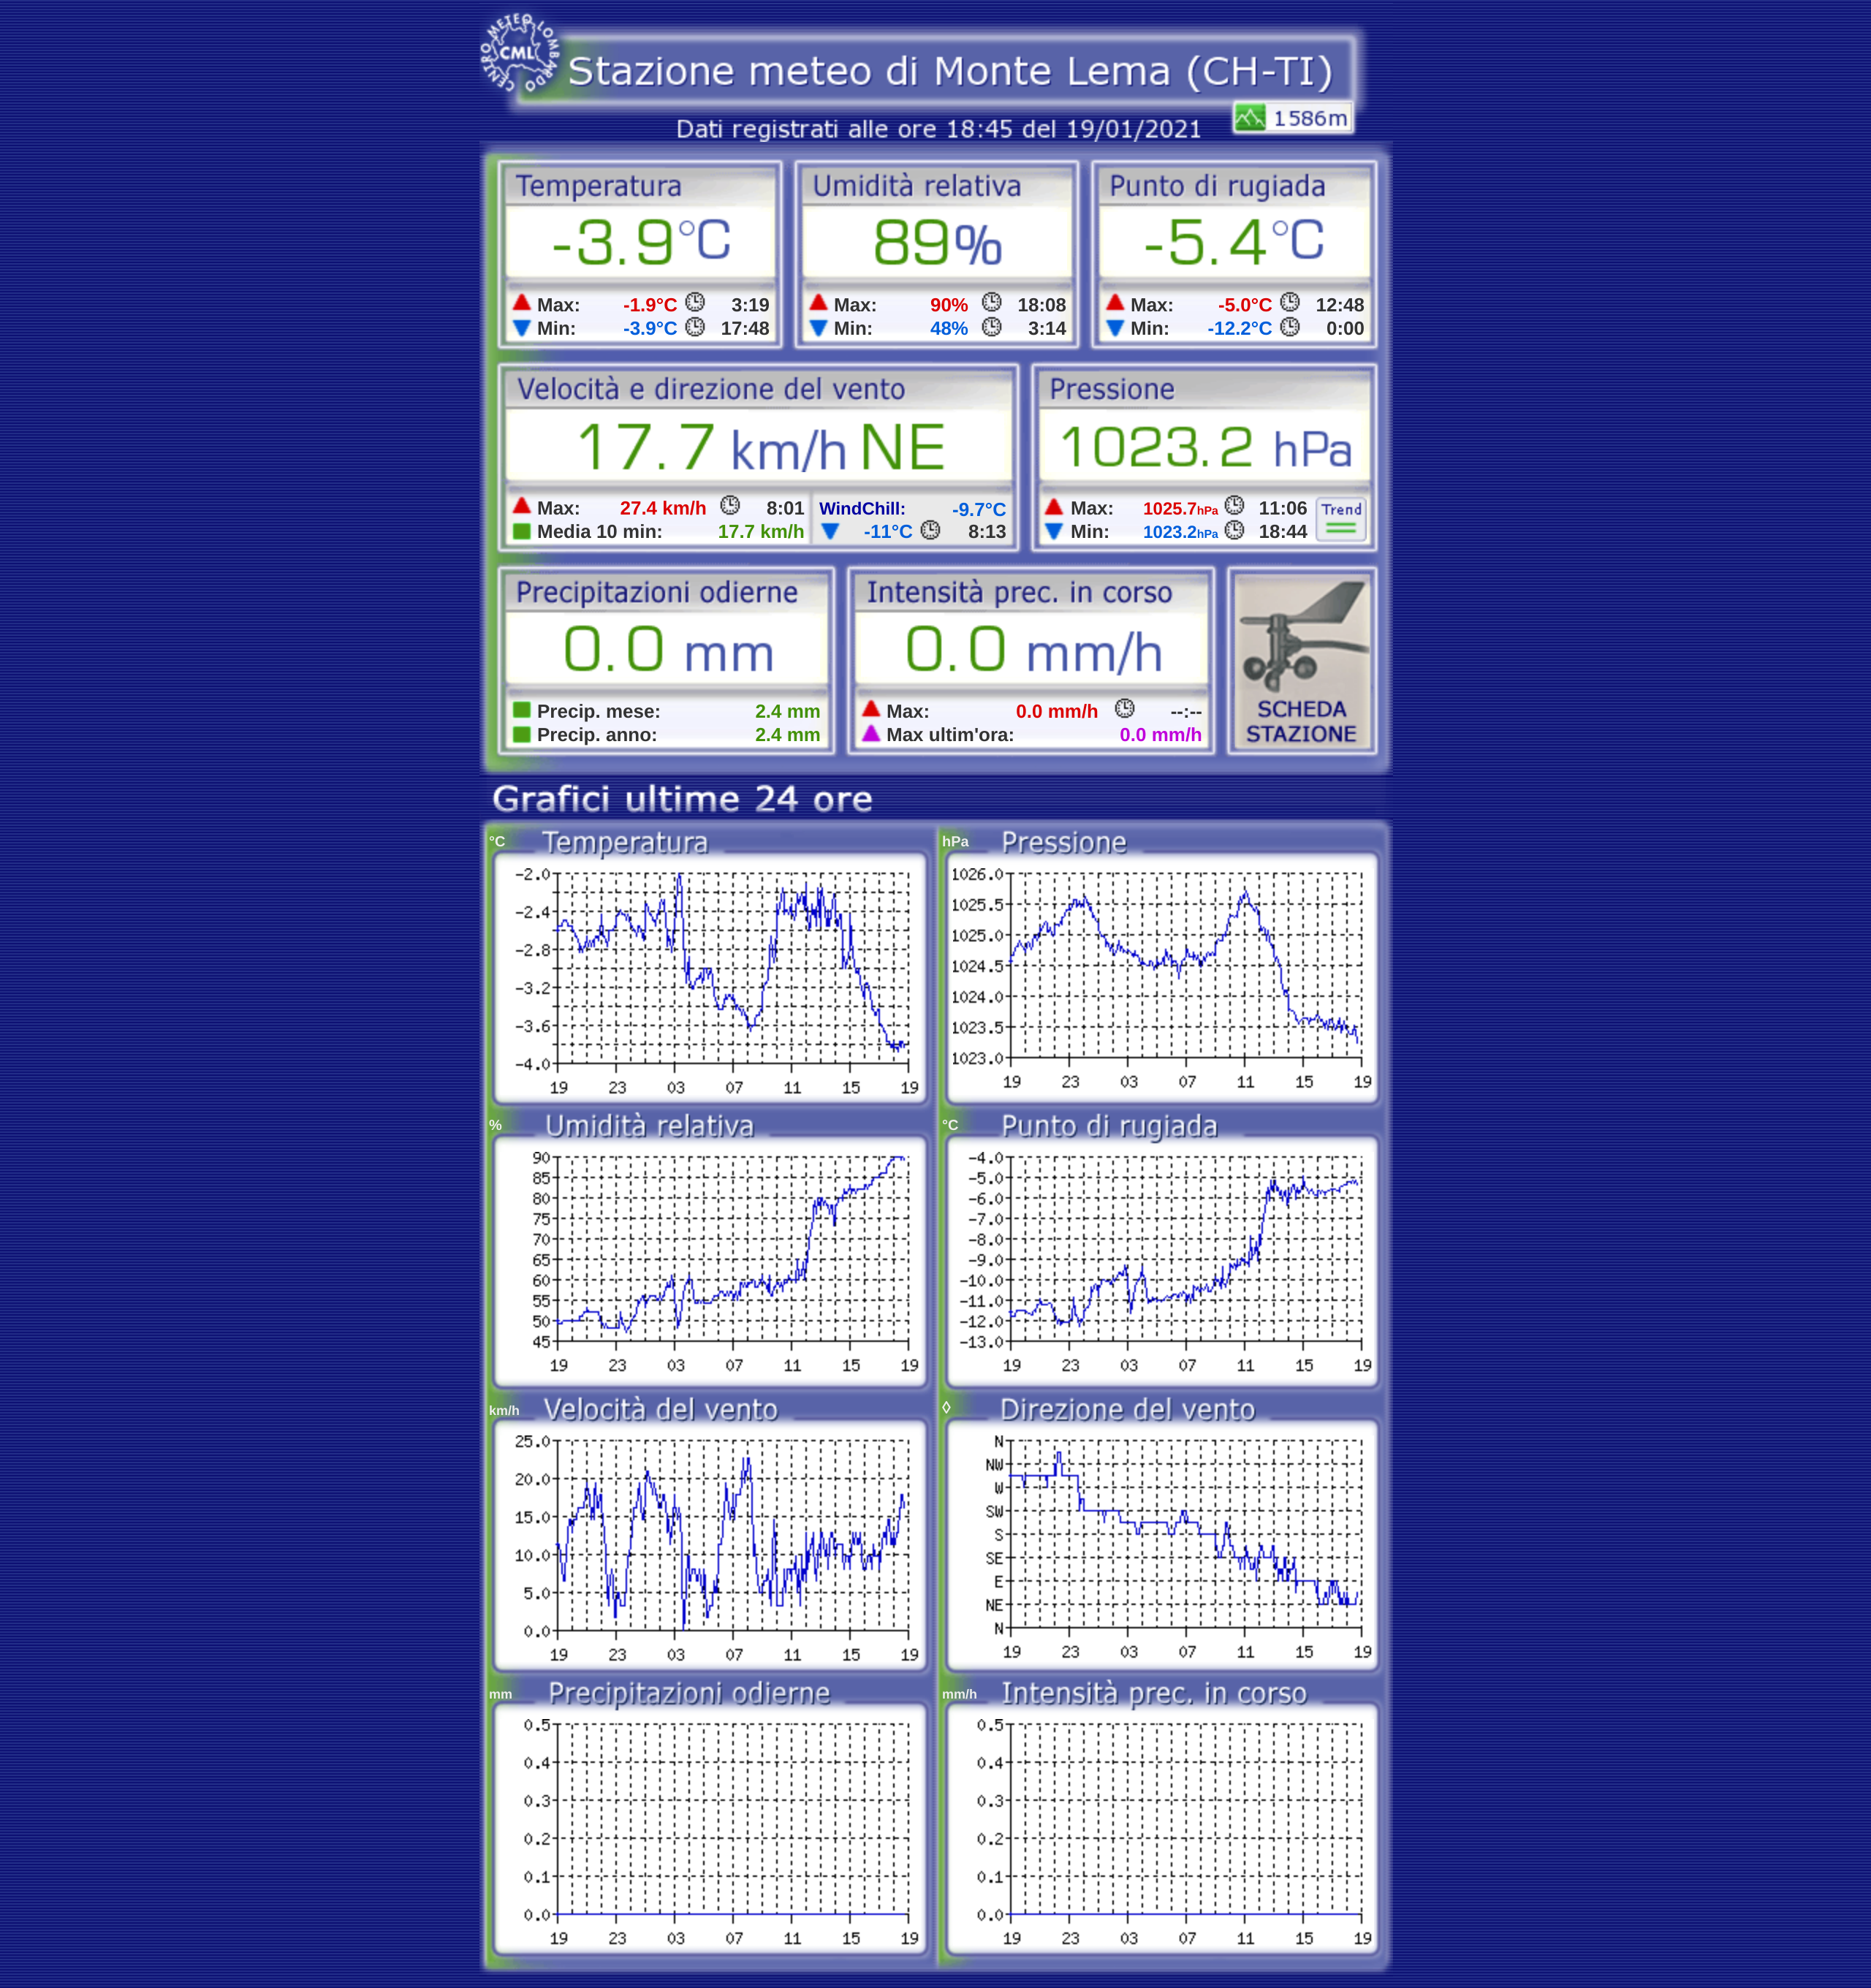 CENTRO METEO LOMBARDO
CML
Stazione meteo di Monte Lema (CH-TI)
1586m
Dati registrati alle ore 18:45 del 19/01/2021
Temperatura
-3.9°C
Max: -1.9°C 3:19
Min: -3.9°C 17:48
Umidità relativa
89%
Max: 90% 18:08
Min: 48% 3:14
Punto di rugiada
-5.4°C
Max: -5.0°C 12:48
Min: -12.2°C 0:00
Velocità e direzione del vento
17.7 km/h NE
Max: 27.4 km/h 8:01
Media 10 min: 17.7 km/h
WindChill: -9.7°C
-11°C 8:13
Pressione
1023.2 hPa
Max: 1025.7hPa 11:06
Min: 1023.2hPa 18:44
Trend
Precipitazioni odierne
0.0 mm
Precip. mese: 2.4 mm
Precip. anno: 2.4 mm
Intensità prec. in corso
0.0 mm/h
Max: 0.0 mm/h --:--
Max ultim'ora: 0.0 mm/h
SCHEDA
STAZIONE
Grafici ultime 24 ore
°C Temperatura
-2.0
-2.4
-2.8
-3.2
-3.6
-4.0
19 23 03 07 11 15 19
hPa Pressione
1026.0
1025.5
1025.0
1024.5
1024.0
1023.5
1023.0
19 23 03 07 11 15 19
% Umidità relativa
90
85
80
75
70
65
60
55
50
45
19 23 03 07 11 15 19
°C Punto di rugiada
-4.0
-5.0
-6.0
-7.0
-8.0
-9.0
-10.0
-11.0
-12.0
-13.0
19 23 03 07 11 15 19
km/h Velocità del vento
25.0
20.0
15.0
10.0
5.0
0.0
19 23 03 07 11 15 19
◊ Direzione del vento
N
NW
W
SW
S
SE
E
NE
N
19 23 03 07 11 15 19
mm Precipitazioni odierne
0.5
0.4
0.3
0.2
0.1
0.0
19 23 03 07 11 15 19
mm/h Intensità prec. in corso
0.5
0.4
0.3
0.2
0.1
0.0
19 23 03 07 11 15 19